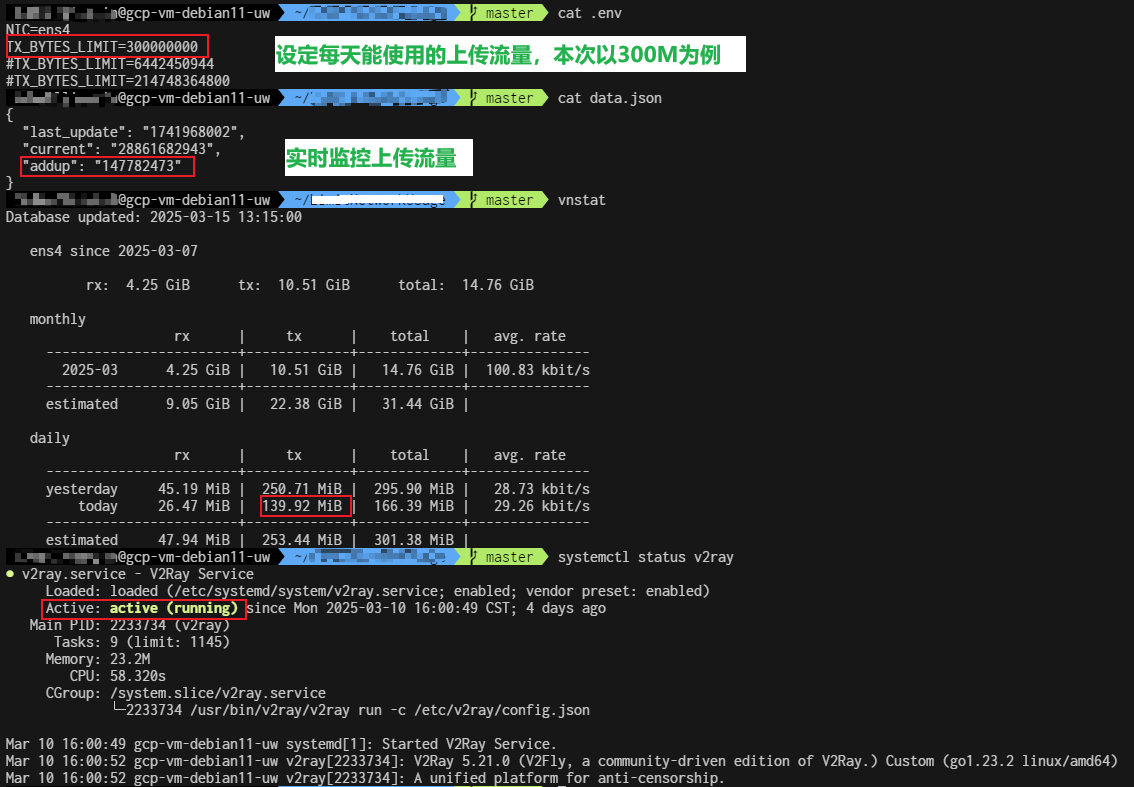 @gcp-vm-debian11-uw ~/ master cat .env
NIC=ens4
TX_BYTES_LIMIT=300000000
#TX_BYTES_LIMIT=6442450944
设定每天能使用的上传流量，本次以300M为例
#TX_BYTES_LIMIT=214748364800
@gcp-vm-debian11-uw ~/ master cat data.json
{
"last_update": "1741968002",
"current": "28861682943",
"addup": "147782473"
实时监控上传流量
}
@gcp-vm-debian11-uw ~/ master vnstat
Database updated: 2025-03-15 13:15:00
ens4 since 2025-03-07
rx: 4.25 GiB tx: 10.51 GiB total: 14.76 GiB
monthly
rx | tx | total | avg. rate
------------------------+-------------+-------------+---------------
2025-03 4.25 GiB | 10.51 GiB | 14.76 GiB | 100.83 kbit/s
------------------------+-------------+-------------+---------------
estimated 9.05 GiB | 22.38 GiB | 31.44 GiB |
daily
rx | tx | total | avg. rate
------------------------+-------------+-------------+---------------
yesterday 45.19 MiB | 250.71 MiB | 295.90 MiB | 28.73 kbit/s
today 26.47 MiB | 139.92 MiB | 166.39 MiB | 29.26 kbit/s
------------------------+-------------+-------------+---------------
estimated 47.94 MiB | 253.44 MiB | 301.38 MiB |
@gcp-vm-debian11-uw ~/ master systemctl status v2ray
● v2ray.service - V2Ray Service
Loaded: loaded (/etc/systemd/system/v2ray.service; enabled; vendor preset: enabled)
Active: active (running) since Mon 2025-03-10 16:00:49 CST; 4 days ago
Main PID: 2233734 (v2ray)
Tasks: 9 (limit: 1145)
Memory: 23.2M
CPU: 58.320s
CGroup: /system.slice/v2ray.service
└─2233734 /usr/bin/v2ray/v2ray run -c /etc/v2ray/config.json
Mar 10 16:00:49 gcp-vm-debian11-uw systemd[1]: Started V2Ray Service.
Mar 10 16:00:52 gcp-vm-debian11-uw v2ray[2233734]: V2Ray 5.21.0 (V2Fly, a community-driven edition of V2Ray.) Custom (go1.23.2 linux/amd64)
Mar 10 16:00:52 gcp-vm-debian11-uw v2ray[2233734]: A unified platform for anti-censorship.